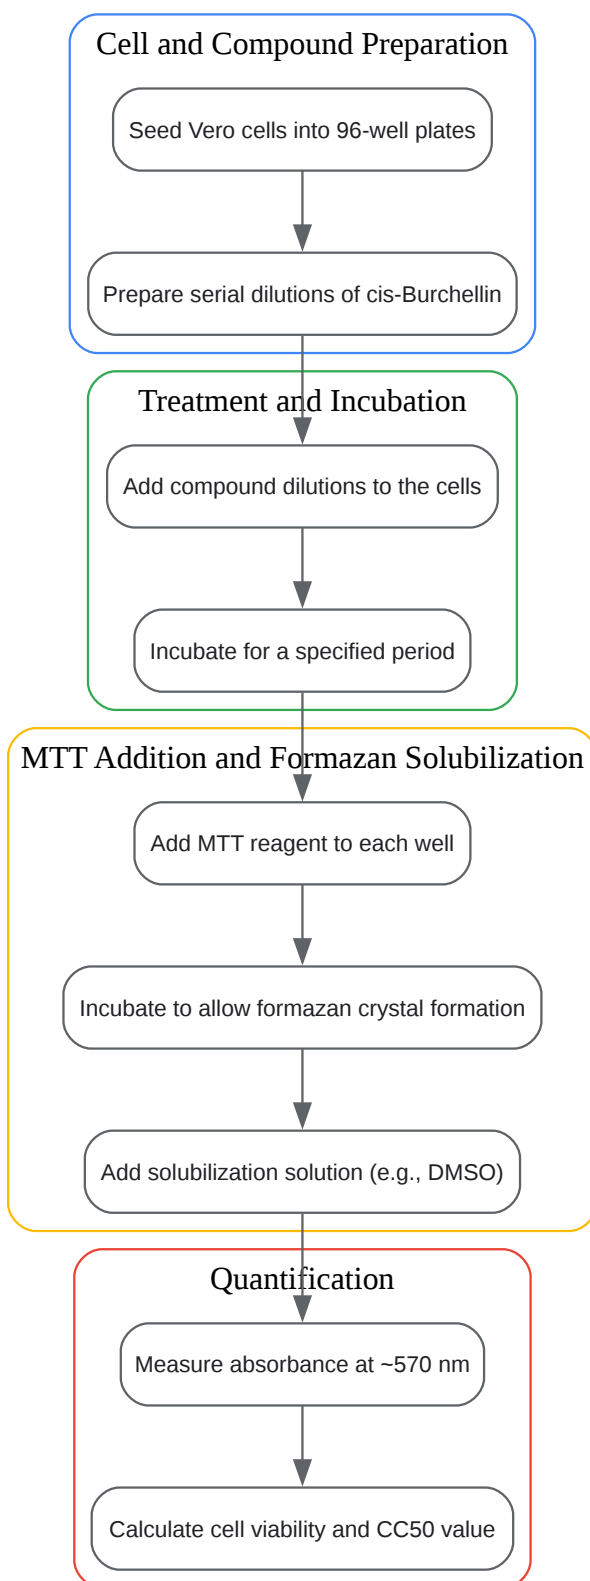 Cell and Compound Preparation
Seed Vero cells into 96-well plates
Prepare serial dilutions of cis-Burchellin
Treatment and Incubation
Add compound dilutions to the cells
Incubate for a specified period
MTT Addition and Formazan Solubilization
Add MTT reagent to each well
Incubate to allow formazan crystal formation
Add solubilization solution (e.g., DMSO)
Quantification
Measure absorbance at ~570 nm
Calculate cell viability and CC50 value